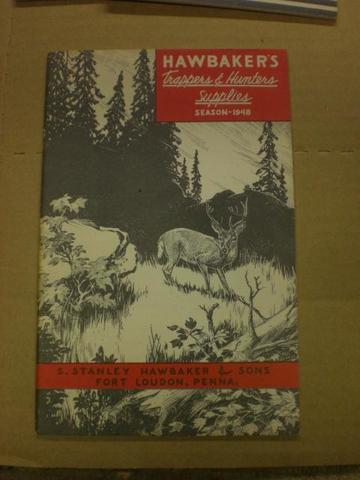 HAWBAKER'S
Trappers & Hunters
Supplies
SEASON-1948
S. STANLEY HAWBAKER & SONS
FORT LOUDON, PENNA.